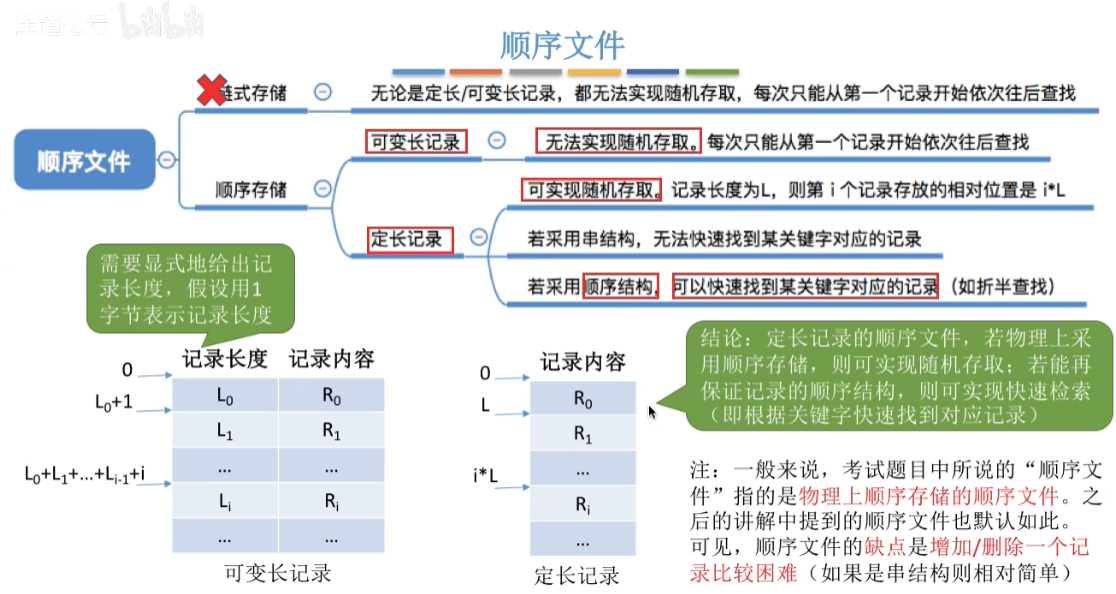 王道论坛 bilibili
顺序文件
链式存储
无论是定长/可变长记录，都无法实现随机存取，每次只能从第一个记录开始依次往后查找
可变长记录
无法实现随机存取。每次只能从第一个记录开始依次往后查找
顺序文件
顺序存储
可实现随机存取。记录长度为L，则第 i 个记录存放的相对位置是 i*L
定长记录
若采用串结构，无法快速找到某关键字对应的记录
若采用顺序结构，可以快速找到某关键字对应的记录（如折半查找）
需要显式地给出记
录长度，假设用1
字节表示记录长度
记录长度 记录内容
0
L₀ R₀
L₀+1
L₁ R₁
... ...
L₀+L₁+...+Lᵢ₋₁+i
Lᵢ Rᵢ
... ...
可变长记录
记录内容
0
R₀
L
R₁
...
i*L
Rᵢ
...
定长记录
结论：定长记录的顺序文件，若物理上采
用顺序存储，则可实现随机存取；若能再
保证记录的顺序结构，则可实现快速检索
（即根据关键字快速找到对应记录）
注：一般来说，考试题目中所说的“顺序文
件”指的是物理上顺序存储的顺序文件。之
后的讲解中提到的顺序文件也默认如此。
可见，顺序文件的缺点是增加/删除一个记
录比较困难（如果是串结构则相对简单）